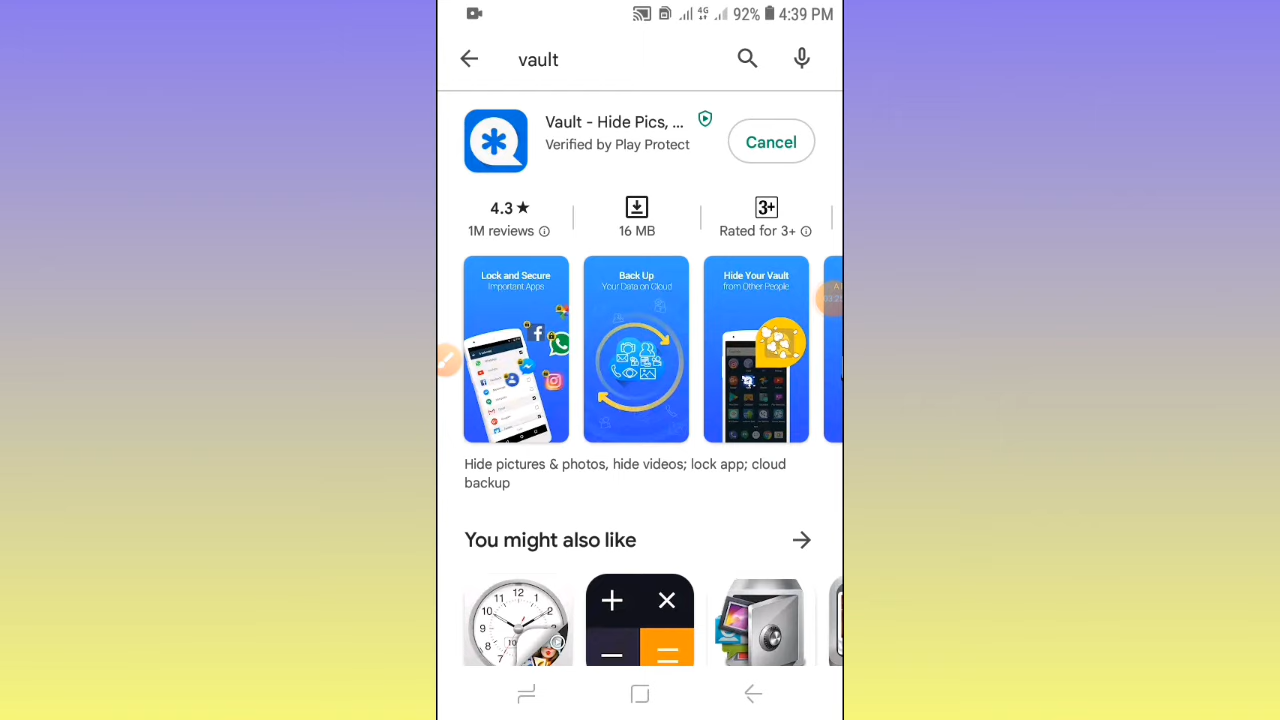 4G 92% 4:39 PM
vault
Vault - Hide Pics, ...
Verified by Play Protect
Cancel
4.3 ★
1M reviews
16 MB
3+
Rated for 3+
Lock and Secure
Important Apps
Back Up
Your Data on Cloud
Hide Your Vault
from Other People
Hide pictures & photos, hide videos; lock app; cloud
backup
You might also like